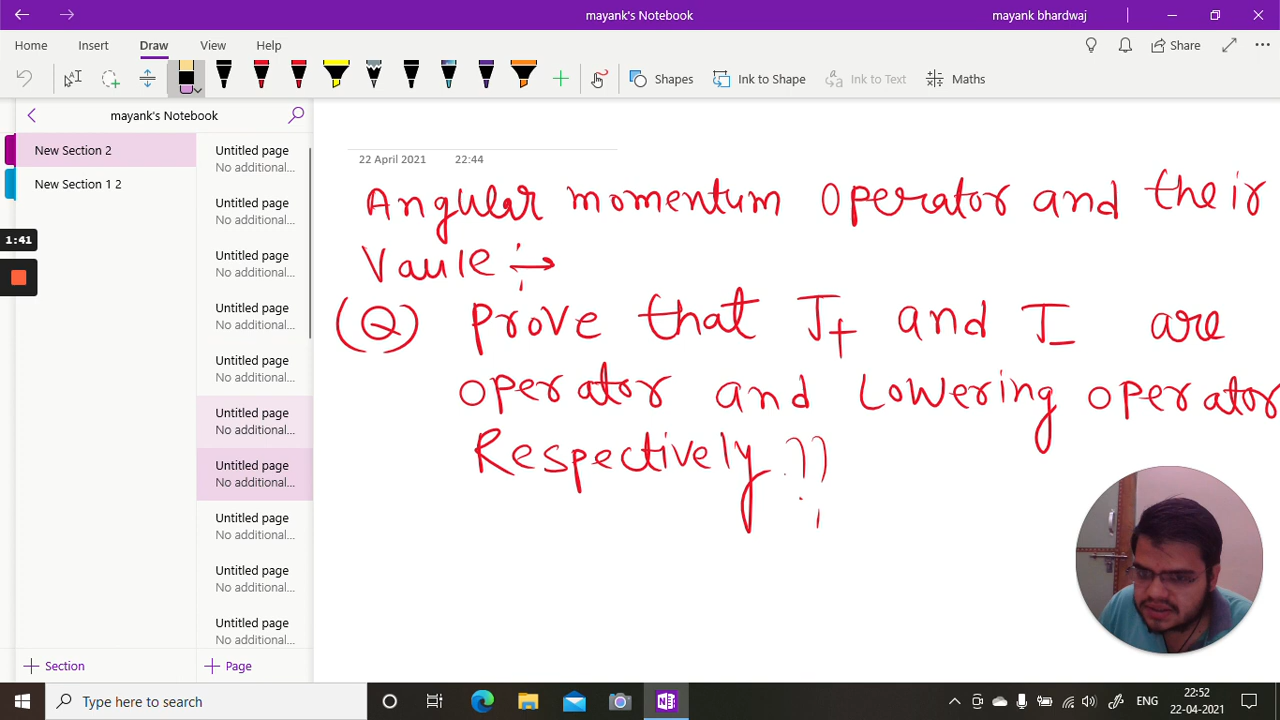 mayank's Notebook
mayank bhardwaj
Home Insert Draw View Help
Share
Shapes Ink to Shape Ink to Text Maths
mayank's Notebook
New Section 2
New Section 1 2
Untitled page
No additional...
Untitled page
No additional...
Untitled page
No additional...
Untitled page
No additional...
Untitled page
No additional...
Untitled page
No additional...
Untitled page
No additional...
Untitled page
No additional...
Untitled page
No additional...
Untitled page
No additional...
Section
Page
1:41
22 April 2021 22:44
Angular momentum Operator and their
Vaule :→
(Q) prove that J+ and J- are
operator and Lowering operator
Respectively ??
Type here to search
ENG
22:52
22-04-2021